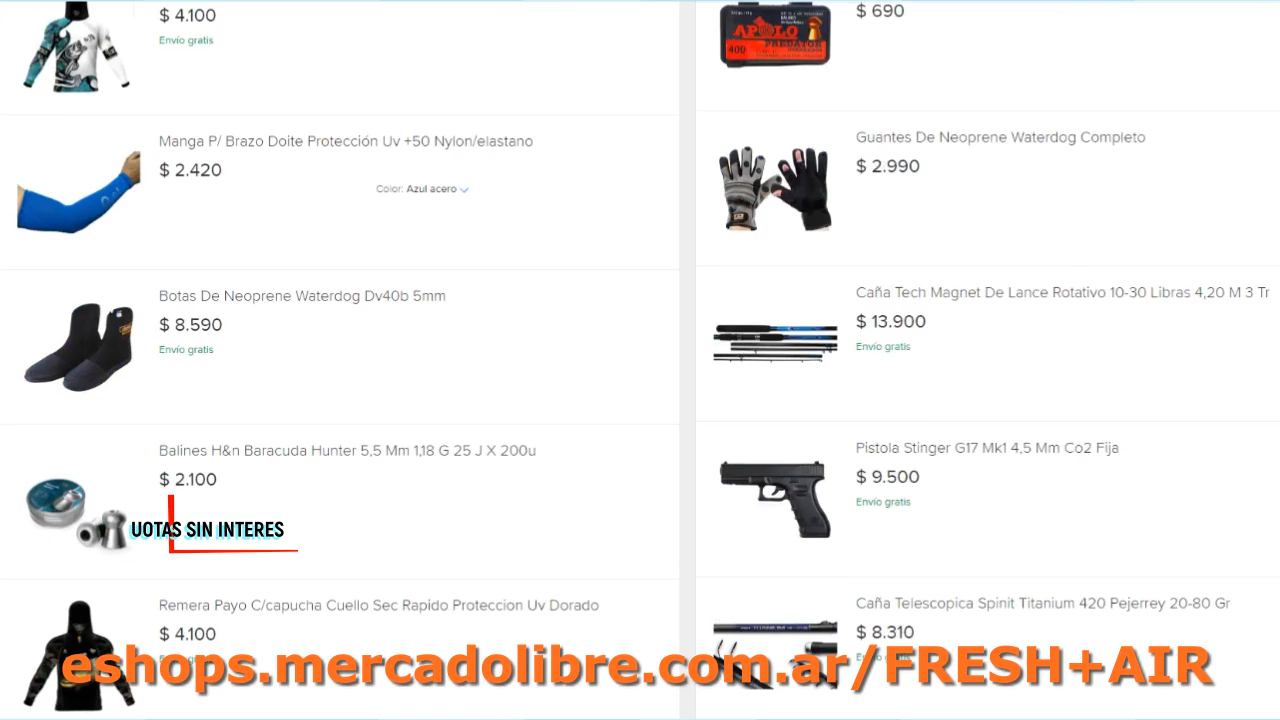 $ 4.100
Envío gratis
Manga P/ Brazo Doite Protección Uv +50 Nylon/elastano
$ 2.420
Color: Azul acero
Botas De Neoprene Waterdog Dv40b 5mm
$ 8.590
Envío gratis
Balines H&n Baracuda Hunter 5,5 Mm 1,18 G 25 J X 200u
$ 2.100
UOTAS SIN INTERES
Remera Payo C/capucha Cuello Sec Rapido Proteccion Uv Dorado
$ 4.100
APOLO
PREDATOR
400
$ 690
Guantes De Neoprene Waterdog Completo
$ 2.990
Caña Tech Magnet De Lance Rotativo 10-30 Libras 4,20 M 3 Tr
$ 13.900
Envío gratis
Pistola Stinger G17 Mk1 4,5 Mm Co2 Fija
$ 9.500
Envío gratis
Caña Telescopica Spinit Titanium 420 Pejerrey 20-80 Gr
$ 8.310
eshops.mercadolibre.com.ar/FRESH+AIR